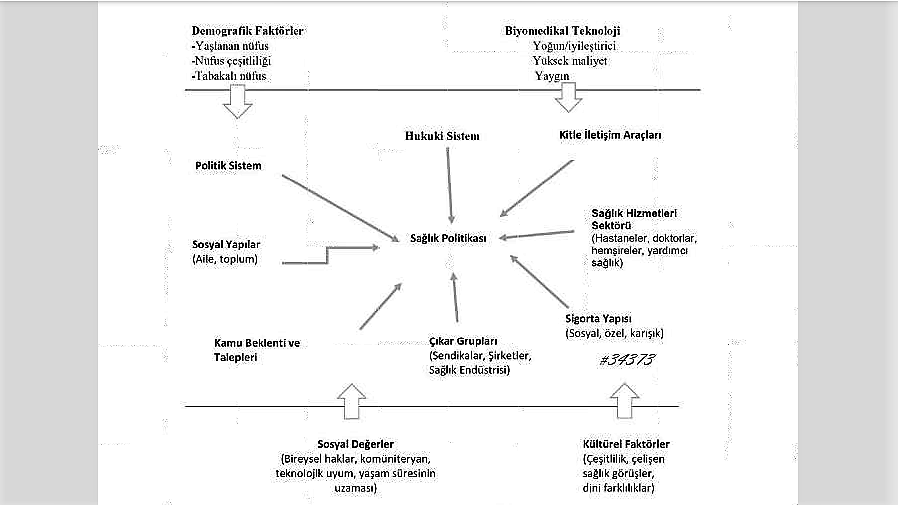 Demografik Faktörler
-Yaşlanan nüfus
-Nüfus çeşitliliği
-Tabakalı nüfus
Biyomedikal Teknoloji
Yoğun/iyileştirici
Yüksek maliyet
Yaygın
Hukuki Sistem
Kitle İletişim Araçları
Politik Sistem
Sağlık Hizmetleri
Sektörü
(Hastaneler, doktorlar,
hemşireler, yardımcı
sağlık)
Sağlık Politikası
Sosyal Yapılar
(Aile, toplum)
Sigorta Yapısı
(Sosyal, özel, karışık)
#34373
Kamu Beklenti ve
Talepleri
Çıkar Grupları
(Sendikalar, Şirketler,
Sağlık Endüstrisi)
Sosyal Değerler
(Bireysel haklar, komüniteryan,
teknolojik uyum, yaşam süresinin
uzaması)
Kültürel Faktörler
(Çeşitlilik, çelişen
sağlık görüşler,
dini farklılıklar)